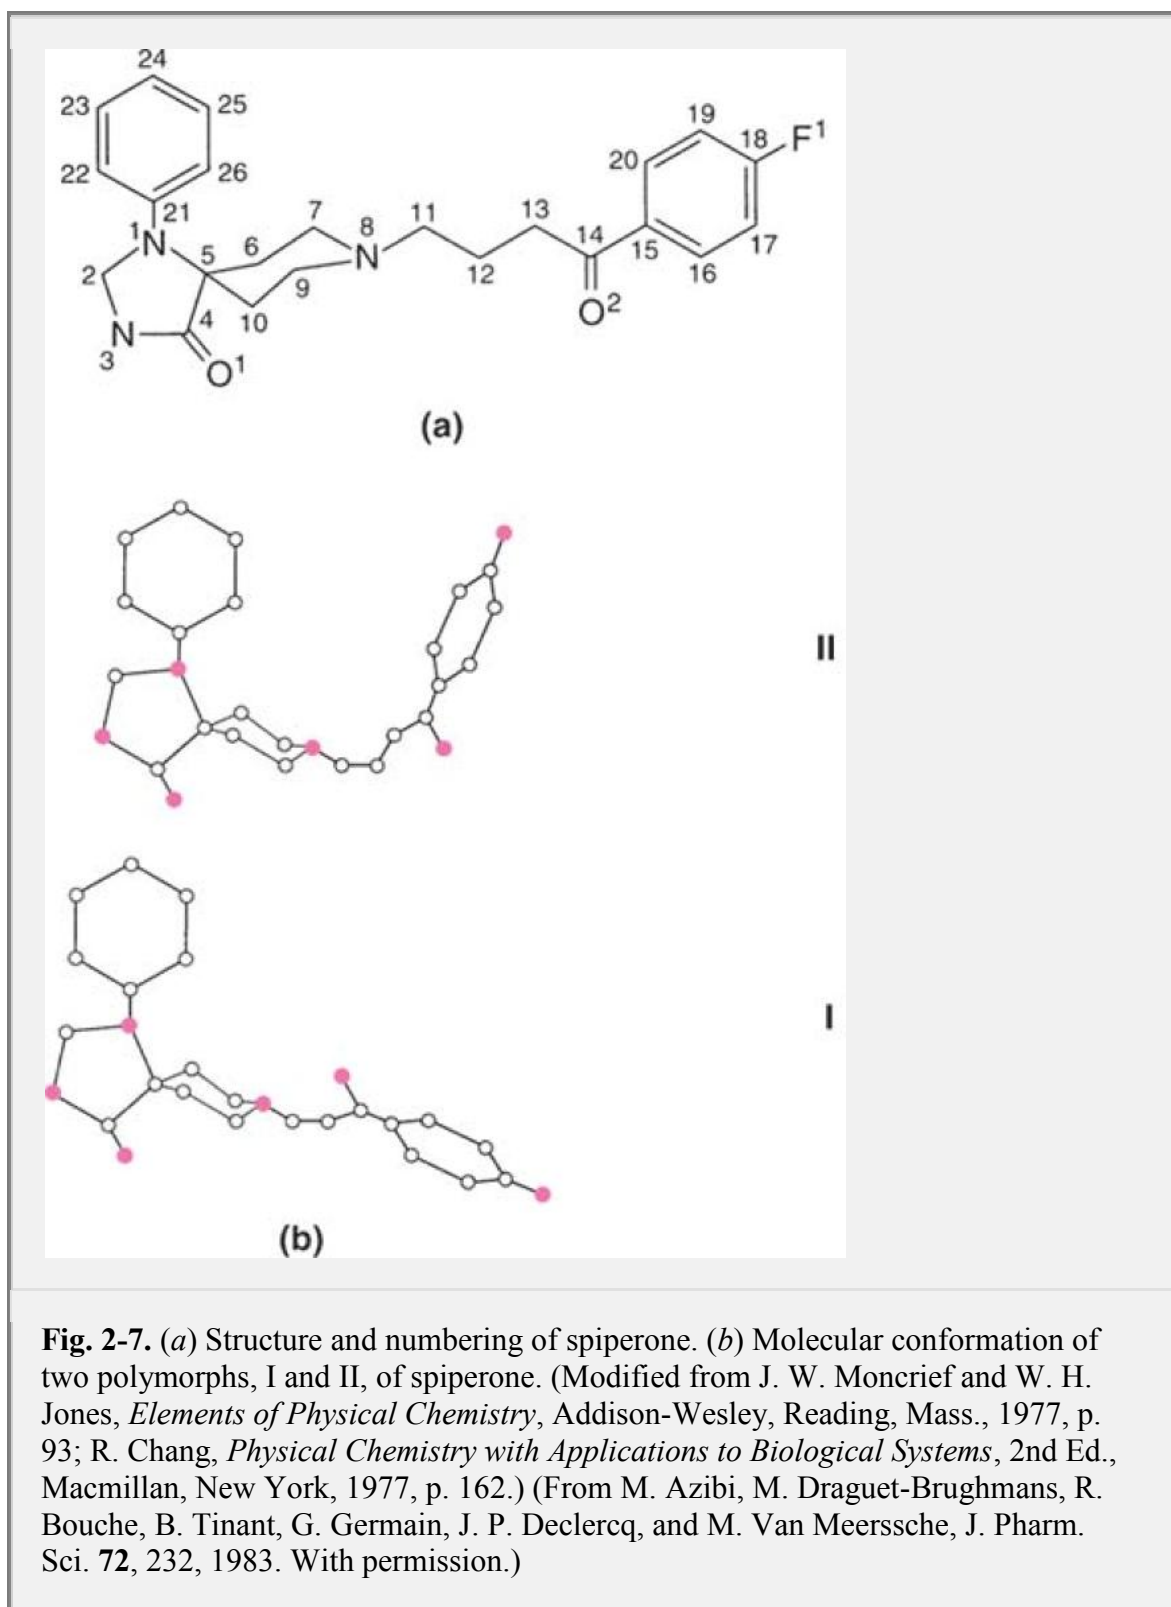 24
23
25
22
26
21
1
N
2
5
6
7
8
N
11
13
14
12
20
19
18
F¹
15
17
16
N
3
4
10
9
O¹
O²
(a)
II
I
(b)
Fig. 2-7. (a) Structure and numbering of spiperone. (b) Molecular conformation of
two polymorphs, I and II, of spiperone. (Modified from J. W. Moncrief and W. H.
Jones, Elements of Physical Chemistry, Addison-Wesley, Reading, Mass., 1977, p.
93; R. Chang, Physical Chemistry with Applications to Biological Systems, 2nd Ed.,
Macmillan, New York, 1977, p. 162.) (From M. Azibi, M. Draguet-Brughmans, R.
Bouche, B. Tinant, G. Germain, J. P. Declercq, and M. Van Meerssche, J. Pharm.
Sci. 72, 232, 1983. With permission.)